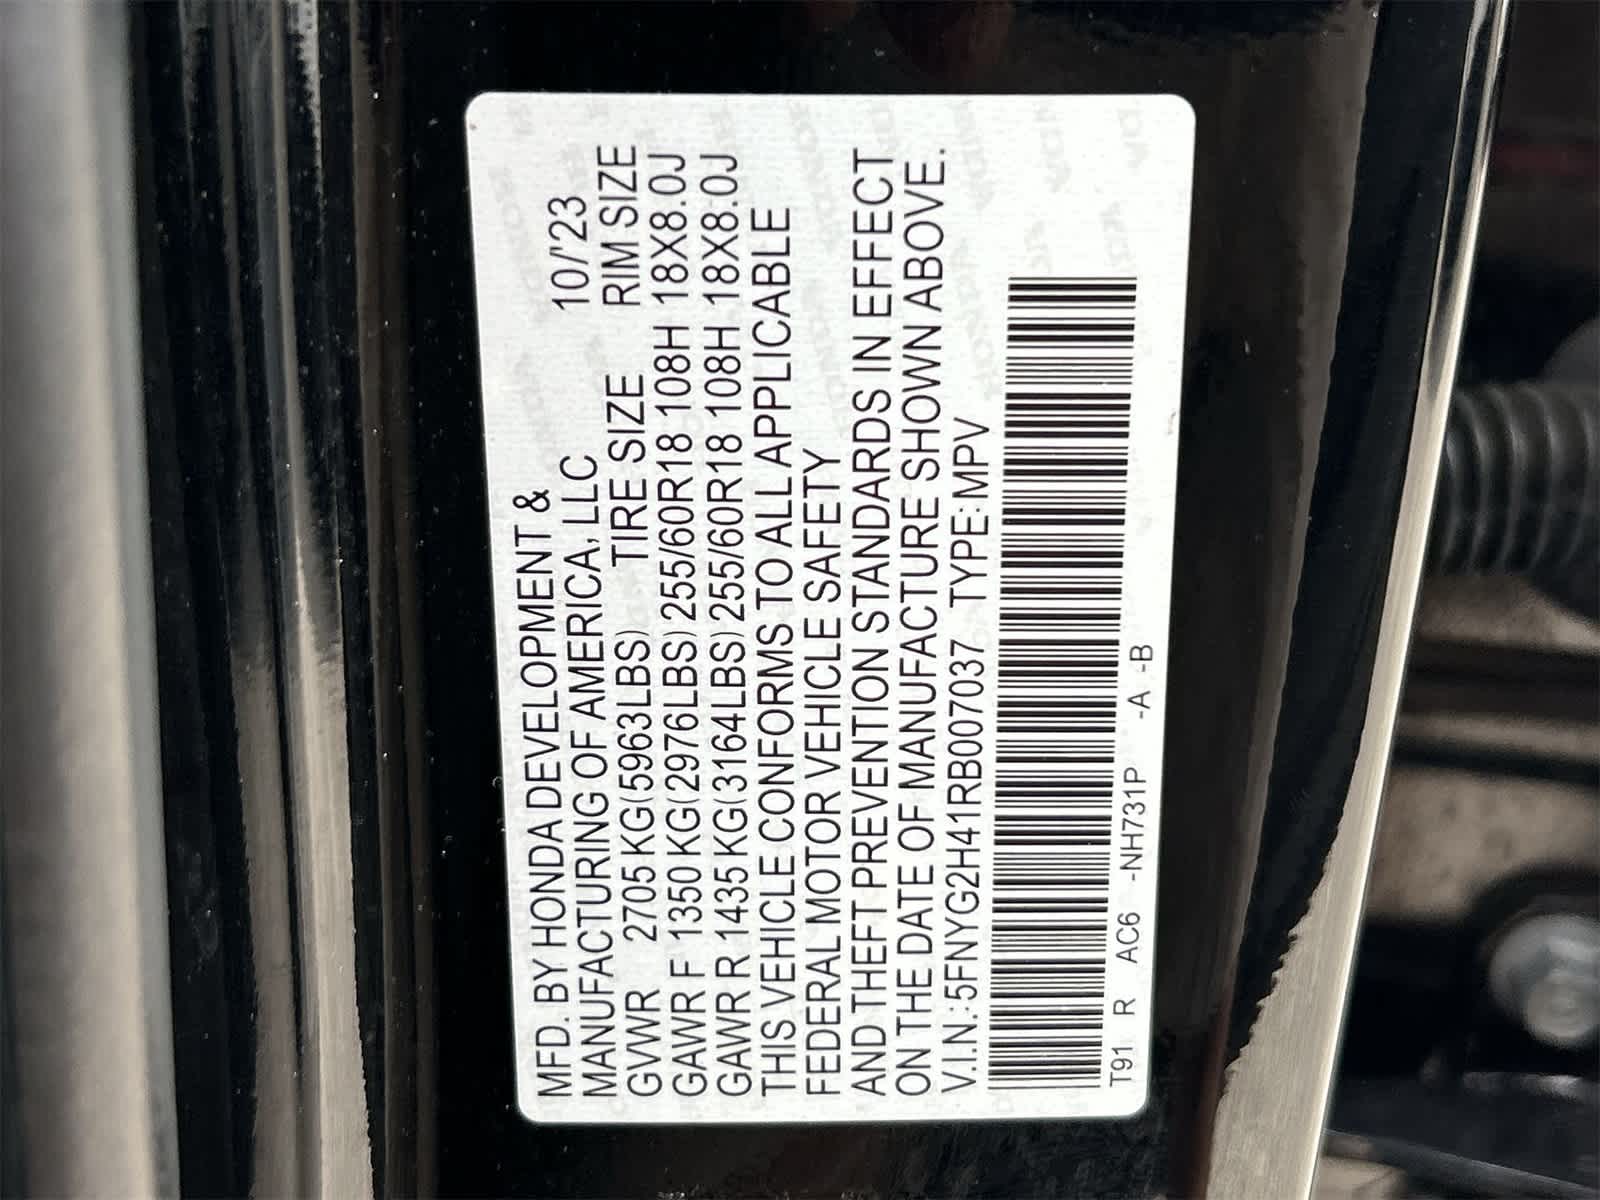 MFD. BY HONDA DEVELOPMENT &
MANUFACTURING OF AMERICA, LLC 10/'23
GVWR 2705 KG(5963LBS) TIRE SIZE RIM SIZE
GAWR F 1350 KG(2976LBS) 255/60R18 108H 18X8.0J
GAWR R 1435 KG(3164LBS) 255/60R18 108H 18X8.0J
THIS VEHICLE CONFORMS TO ALL APPLICABLE
FEDERAL MOTOR VEHICLE SAFETY
AND THEFT PREVENTION STANDARDS IN EFFECT
ON THE DATE OF MANUFACTURE SHOWN ABOVE.
V.I.N.: 5FNYG2H41RB007037 TYPE: MPV
T91 R AC6 -NH731P -A -B